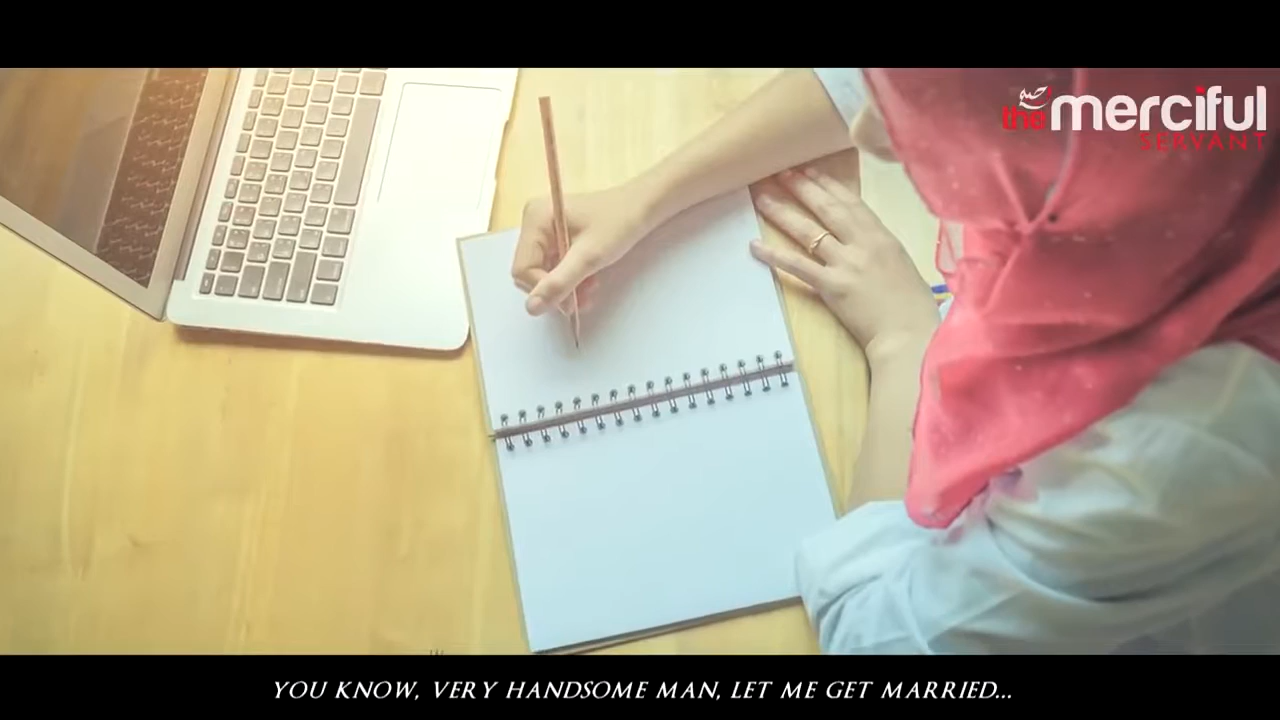 the merciful
SERVANT
YOU KNOW, VERY HANDSOME MAN, LET ME GET MARRIED...